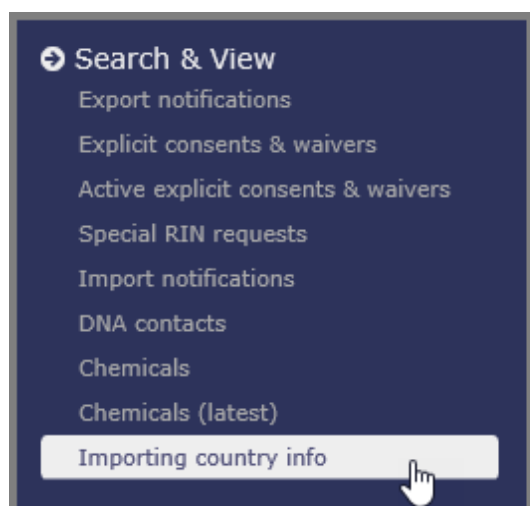 Search & View
Export notifications
Explicit consents & waivers
Active explicit consents & waivers
Special RIN requests
Import notifications
DNA contacts
Chemicals
Chemicals (latest)
Importing country info